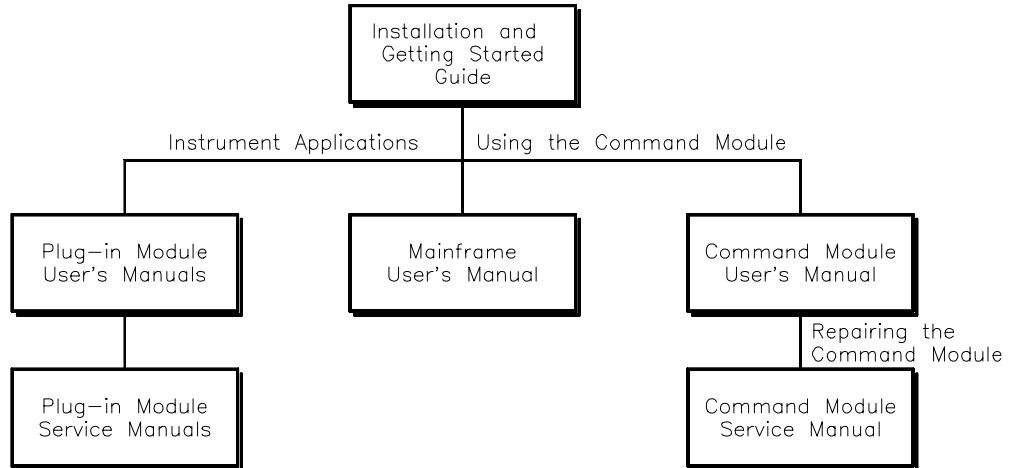 Installation and
Getting Started
Guide
Instrument Applications
Using the Command Module
Plug-in Module
User's Manuals
Mainframe
User's Manual
Command Module
User's Manual
Repairing the
Command Module
Plug-in Module
Service Manuals
Command Module
Service Manual